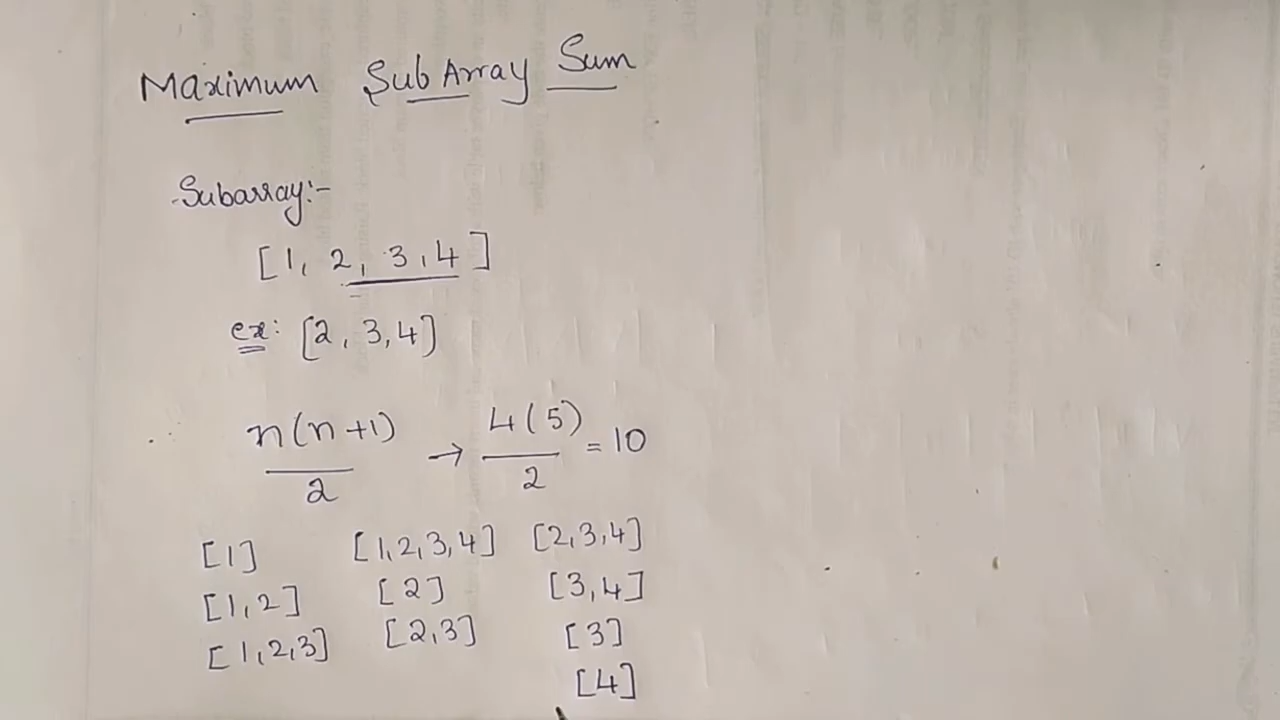 Maximum SubArray Sum
Subarray:-
[1, 2, 3, 4]
ex: [2, 3, 4]
n(n+1)/2 → 4(5)/2 = 10
[1] [1,2,3,4] [2,3,4]
[1,2] [2] [3,4]
[1,2,3] [2,3] [3]
[4]